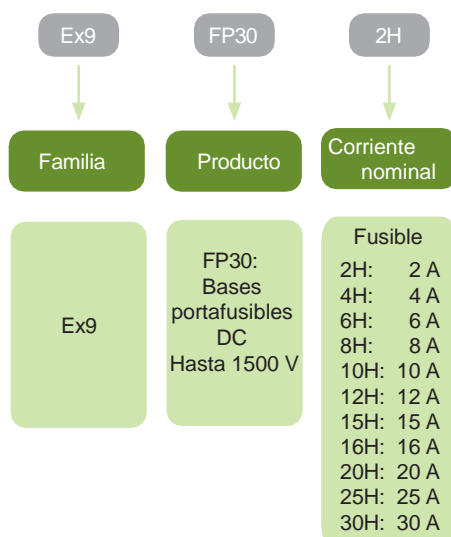 Ex9 FP30 2H
Familia Producto Corriente
nominal
Ex9
FP30:
Bases
portafusibles
DC
Hasta 1500 V
Fusible
2H: 2 A
4H: 4 A
6H: 6 A
8H: 8 A
10H: 10 A
12H: 12 A
15H: 15 A
16H: 16 A
20H: 20 A
25H: 25 A
30H: 30 A